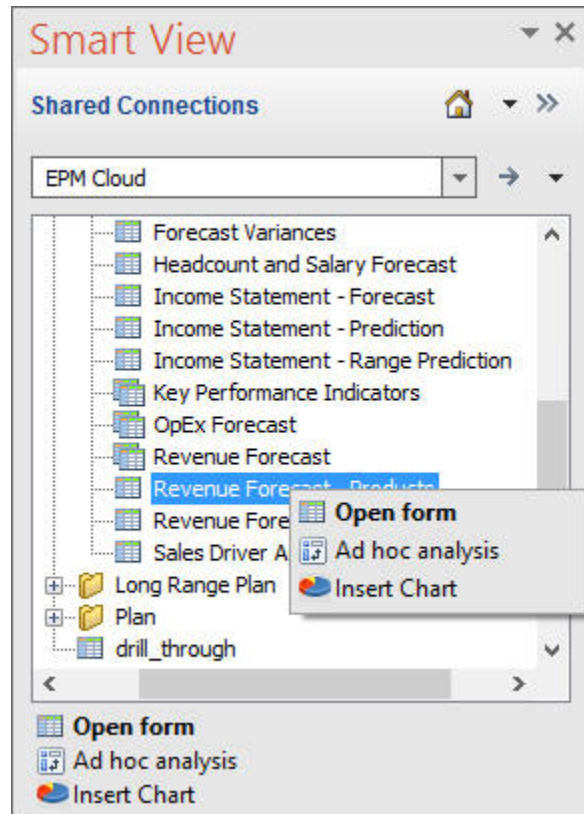 Smart View
Shared Connections
EPM Cloud
Forecast Variances
Headcount and Salary Forecast
Income Statement - Forecast
Income Statement - Prediction
Income Statement - Range Prediction
Key Performance Indicators
OpEx Forecast
Revenue Forecast
Revenue Forecast - Products
Revenue Fore
Sales Driver A
Open form
Ad hoc analysis
Insert Chart
Long Range Plan
Plan
drill_through
Open form
Ad hoc analysis
Insert Chart